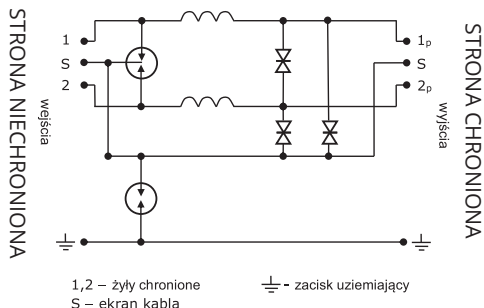 STRONA NIECHRONIONA
wejścia
1
S
2
1p
S
2p
wyjścia
STRONA CHRONIONA
1,2 – żyły chronione
S – ekran kabla
- zacisk uziemiający